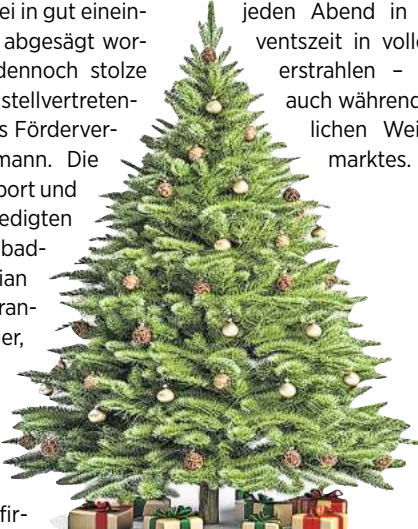 ei in gut einein-
abgesägt wor-
dennoch stolze
stellvertreten-
s Förderver-
mann. Die
port und
edigten
bad-
ian
ran-
er,
fir-
jeden Abend in
ventszeit in volle
erstrahlen –
auch während
lichen Wei
marktes.